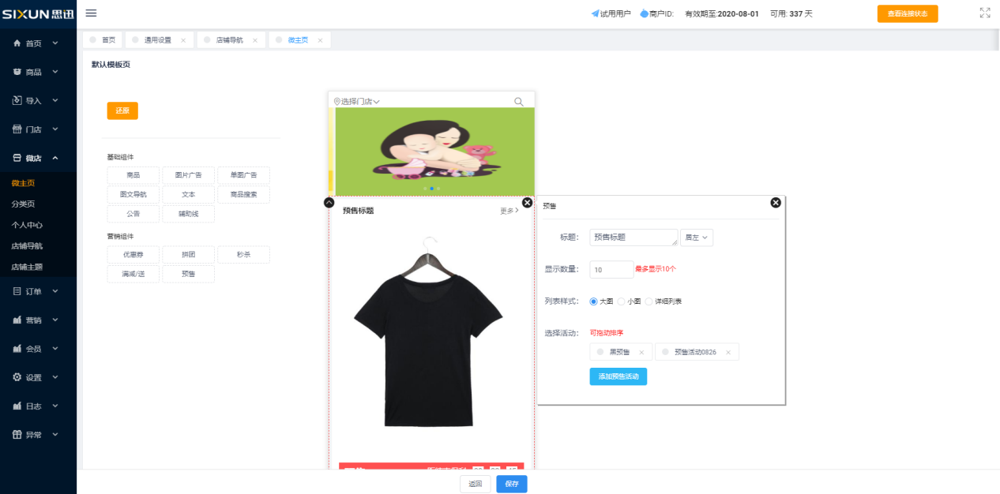 SIXUN思迅
试用用户 商户ID: 有效期至:2020-08-01 可用: 337 天 查看连接状态
首页 通用设置 店铺导航 微主页
首页
商品
导入
门店
微店
微主页
分类页
个人中心
店铺导航
店铺主题
订单
营销
会员
设置
日志
异常
默认模板页
还原
基础组件
商品 图片广告 单图广告
图文导航 文本 商品搜索
公告 辅助线
营销组件
优惠券 拼团 秒杀
满减/送 预售
选择门店
预售标题 更多
预售
标题: 预售标题 居左
显示数量: 10 最多显示10个
列表样式: 大图 小图 详细列表
选择活动: 可拖动排序
黑预售 预售活动0826
添加预售活动
返回 保存